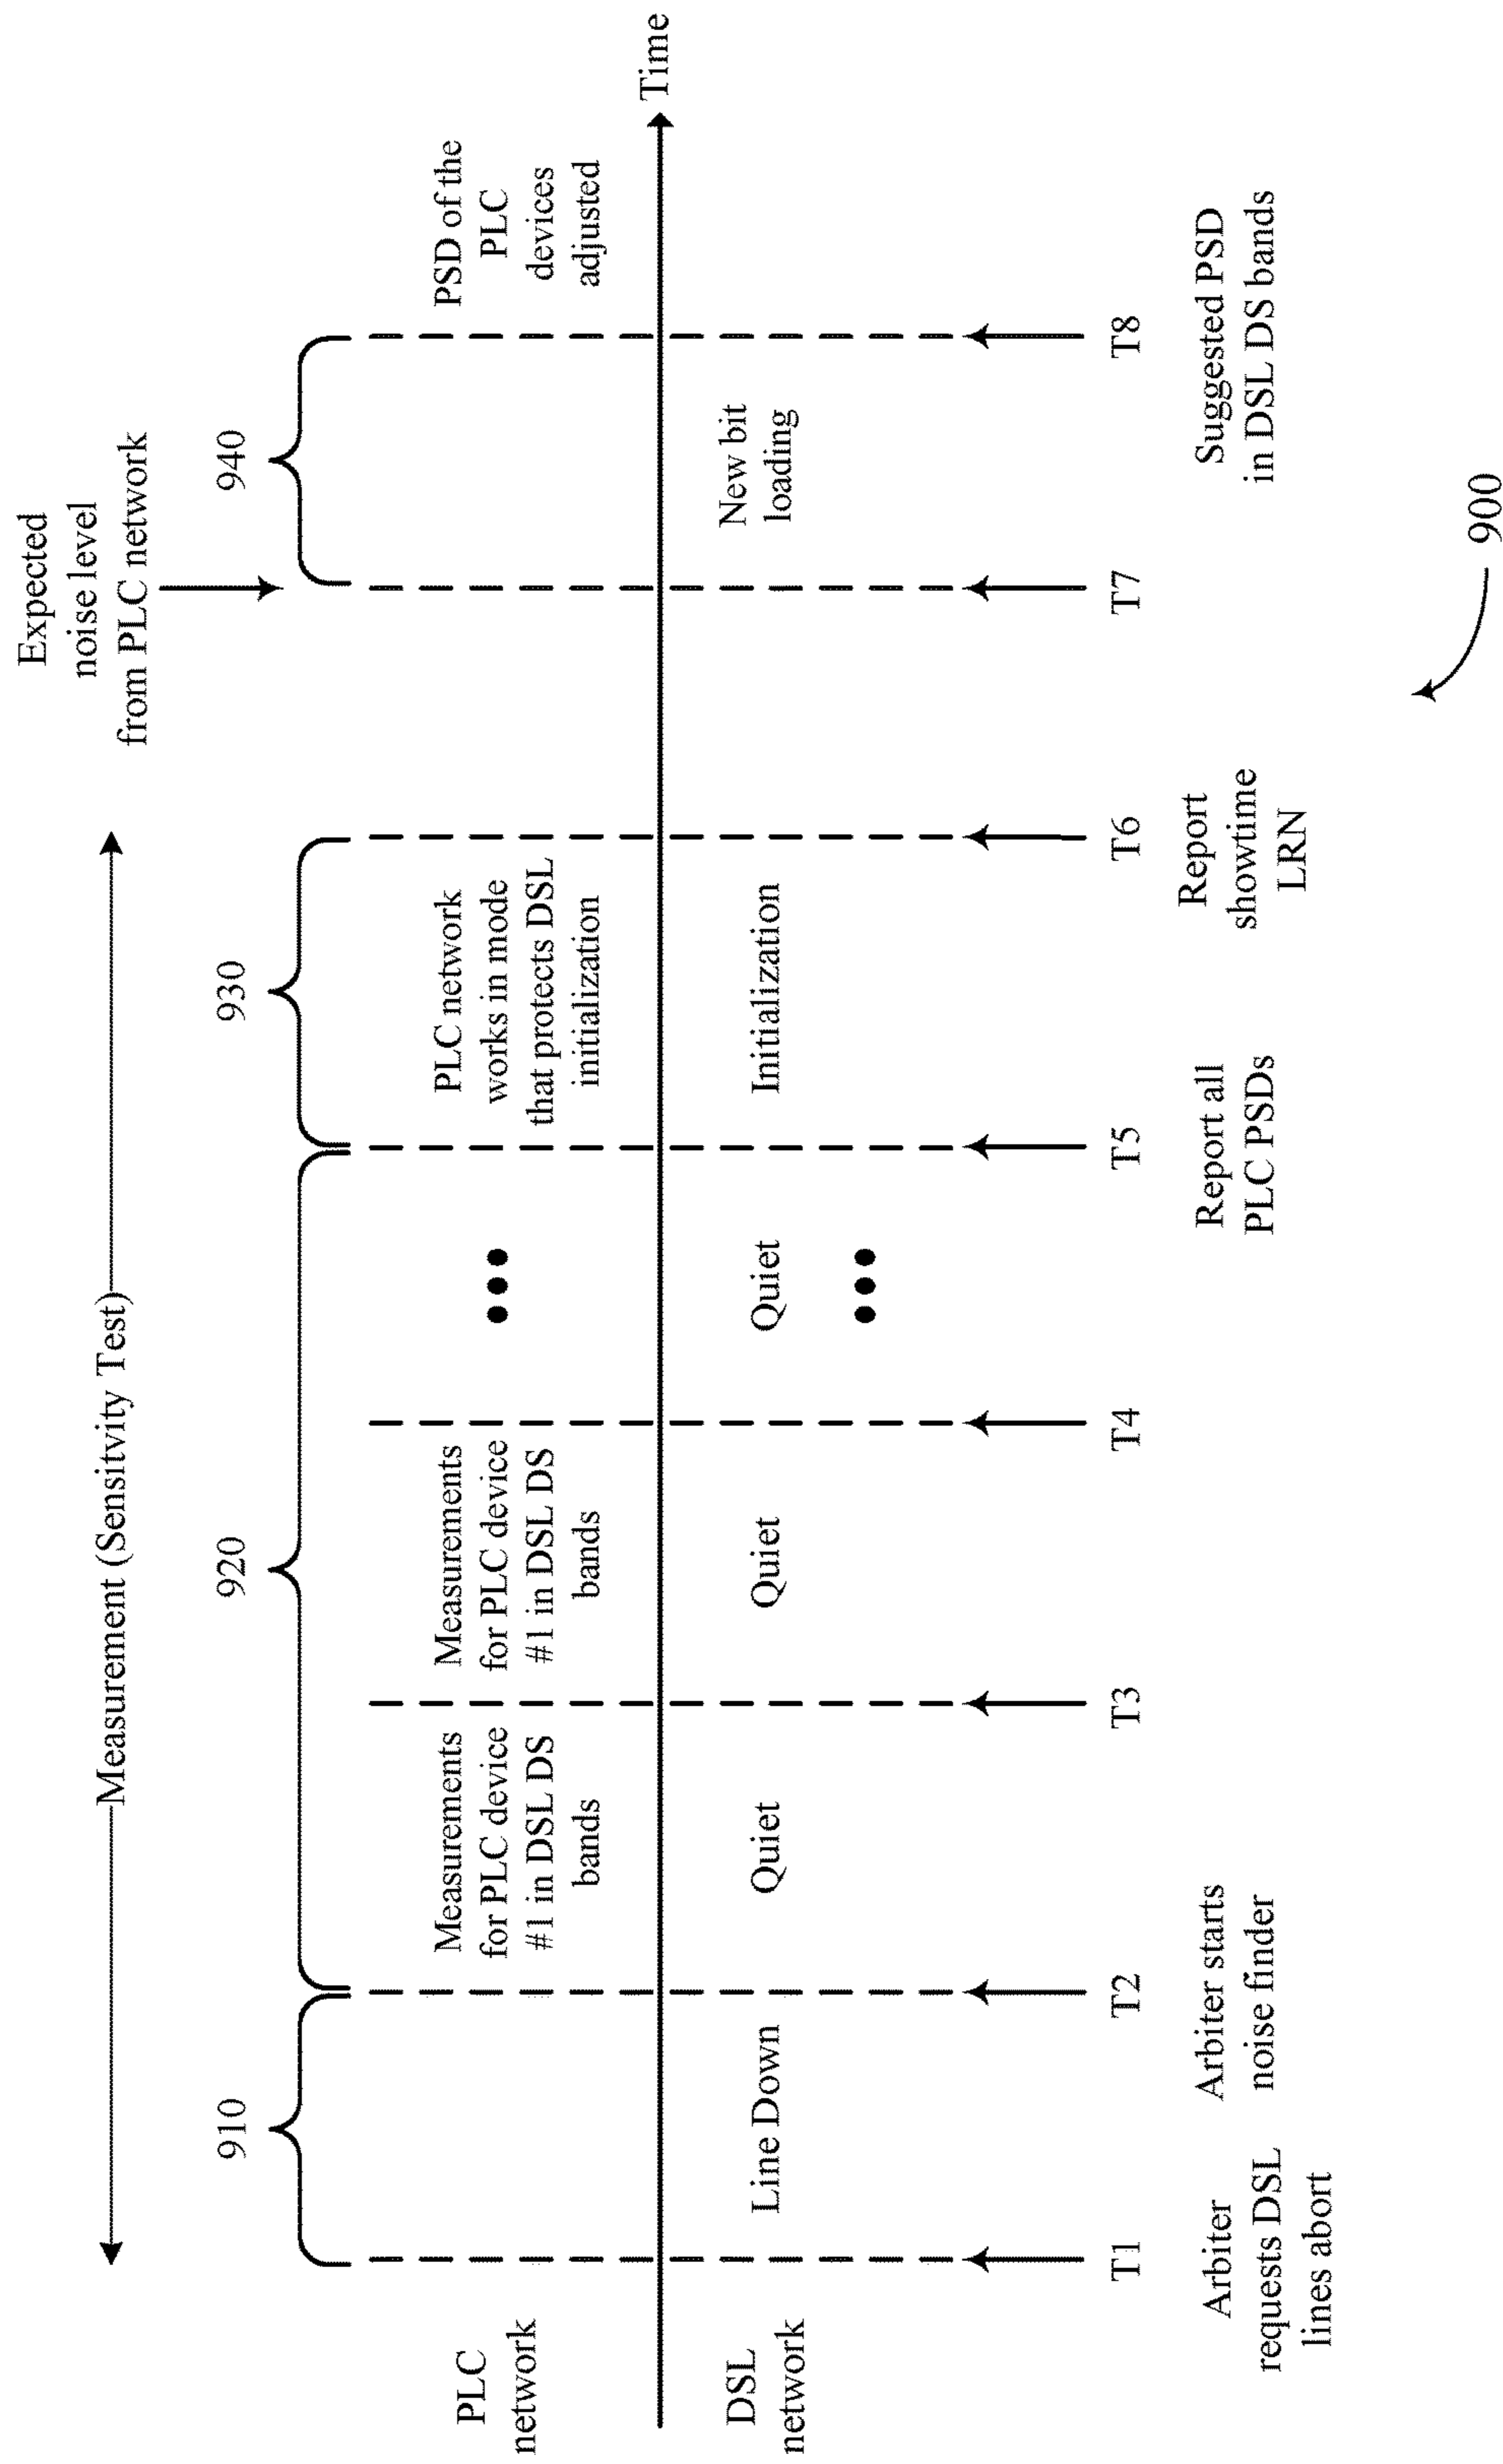 Measurement (Sensitvity Test)
Expected
noise level
from PLC network
910
920
930
940
PLC
network
Measurements
for PLC device
#1 in DSL DS
bands
Measurements
for PLC device
#1 in DSL DS
bands
PLC network
works in mode
that protects DSL
initialization
PSD of the
PLC
devices
adjusted
Time
DSL
network
Line Down
Quiet
Quiet
Quiet
Initialization
New bit
loading
T1
T2
T3
T4
T5
T6
T7
T8
Arbiter
requests DSL
lines abort
Arbiter starts
noise finder
Report all
PLC PSDs
Report
showtime
LRN
Suggested PSD
in DSL DS bands
900